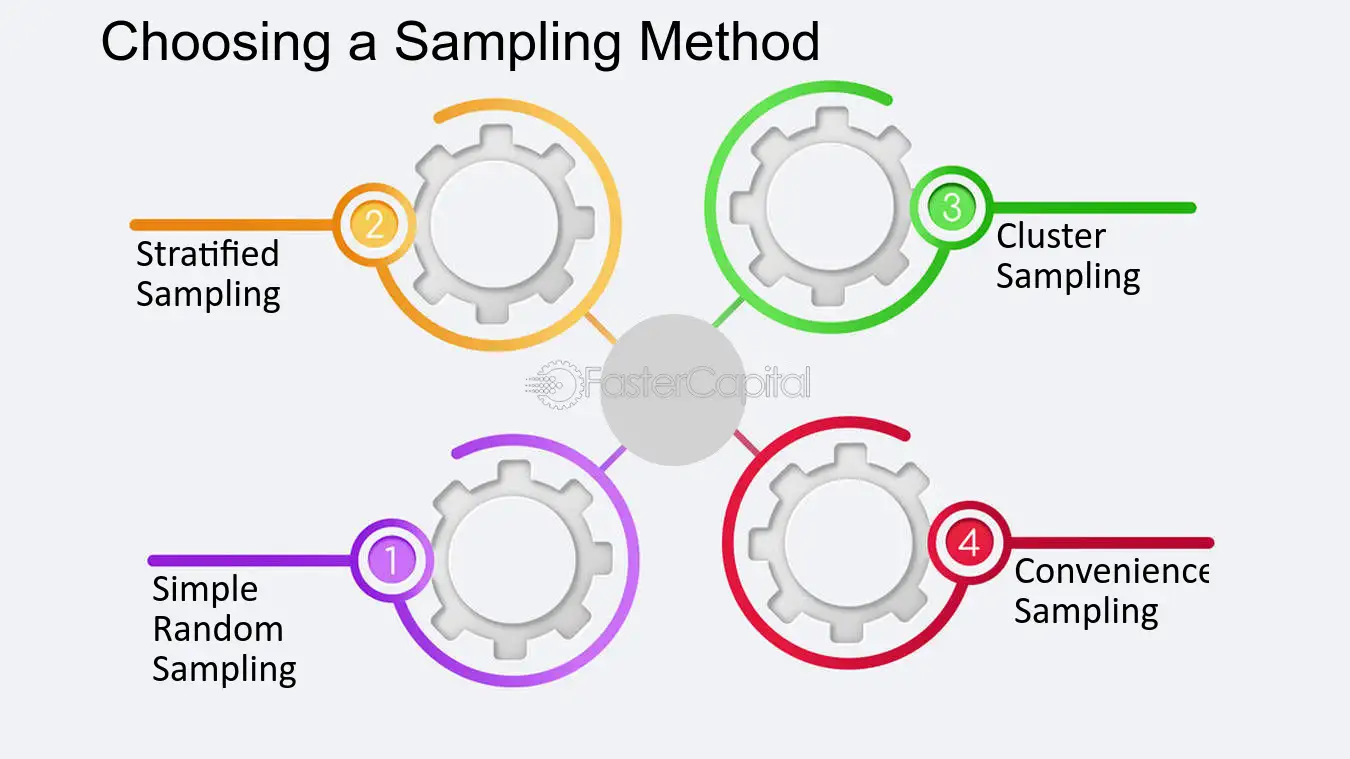 Choosing a Sampling Method
2
Stratified
Sampling
3
Cluster
Sampling
FasterCapital
1
Simple
Random
Sampling
4
Convenience
Sampling